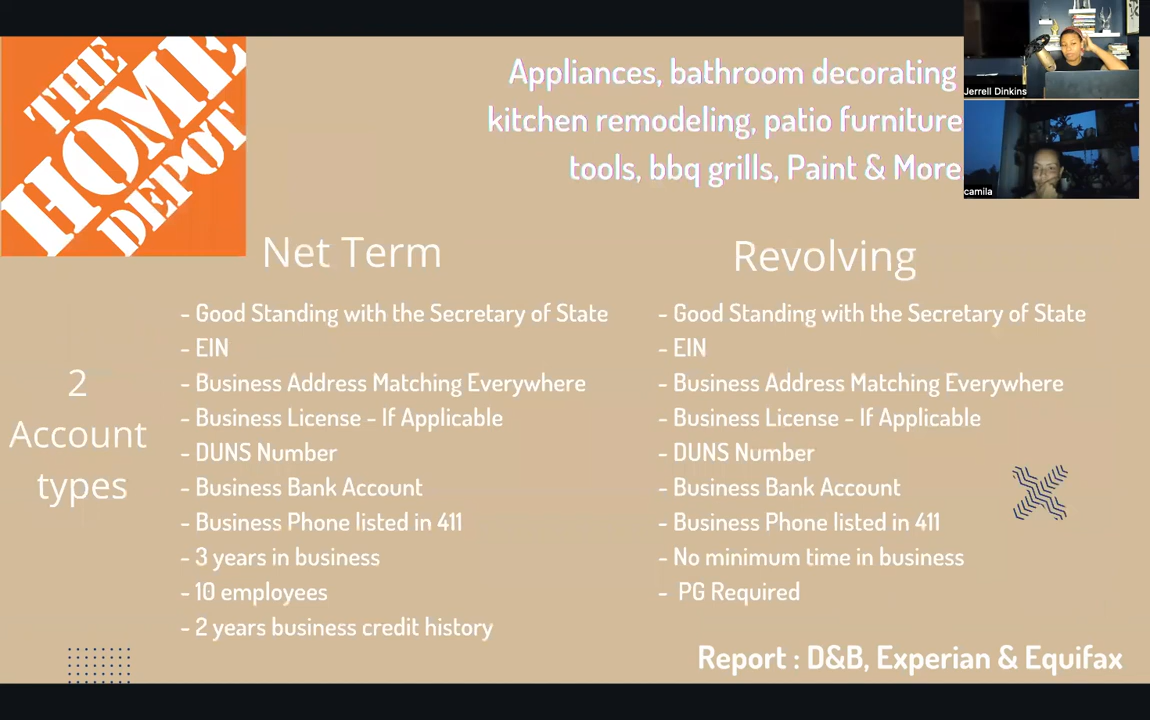 THE
HOME
DEPOT
Appliances, bathroom decorating
kitchen remodeling, patio furniture
tools, bbq grills, Paint & More
Jerrell Dinkins
camila
2
Account
types
Net Term
- Good Standing with the Secretary of State
- EIN
- Business Address Matching Everywhere
- Business License - If Applicable
- DUNS Number
- Business Bank Account
- Business Phone listed in 411
- 3 years in business
- 10 employees
- 2 years business credit history
Revolving
- Good Standing with the Secretary of State
- EIN
- Business Address Matching Everywhere
- Business License - If Applicable
- DUNS Number
- Business Bank Account
- Business Phone listed in 411
- No minimum time in business
- PG Required
Report : D&B, Experian & Equifax